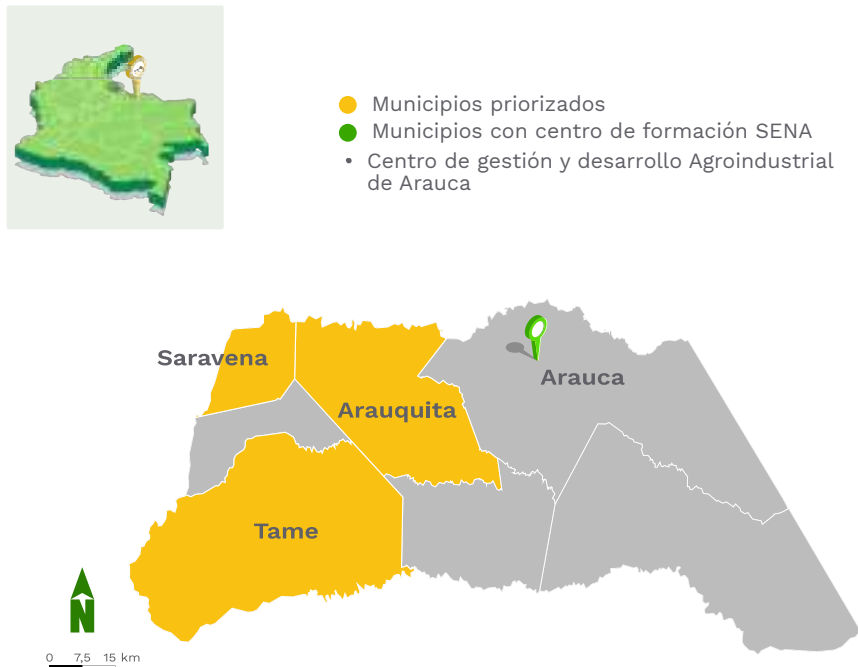 Municipios priorizados
Municipios con centro de formación SENA
• Centro de gestión y desarrollo Agroindustrial
de Arauca
Saravena
Arauca
Arauquita
Tame
N
0 7,5 15 km